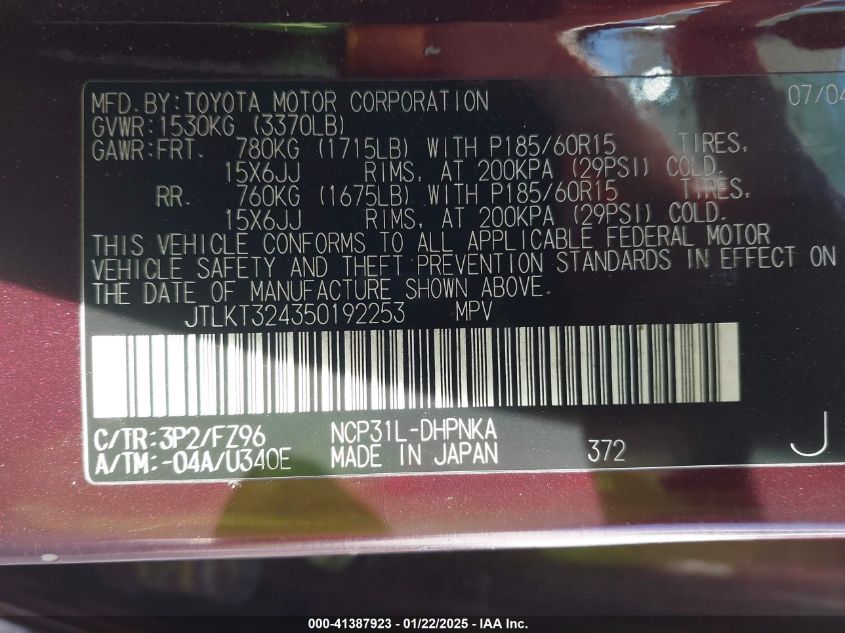 MFD. BY: TOYOTA MOTOR CORPORATION 07/04
GVWR: 1530KG (3370LB)
GAWR: FRT. 780KG (1715LB) WITH P185/60R15 TIRES,
15X6JJ RIMS, AT 200KPA (29PSI) COLD.
RR. 760KG (1675LB) WITH P185/60R15 TIRES,
15X6JJ RIMS, AT 200KPA (29PSI) COLD.
THIS VEHICLE CONFORMS TO ALL APPLICABLE FEDERAL MOTOR
VEHICLE SAFETY AND THEFT PREVENTION STANDARDS IN EFFECT ON
THE DATE OF MANUFACTURE SHOWN ABOVE.
JTLKT324350192253 MPV
C/TR: 3P2/FZ96 NCP31L-DHPNKA J
A/TM: -04A/U340E MADE IN JAPAN 372
000-41387923 - 01/22/2025 - IAA Inc.